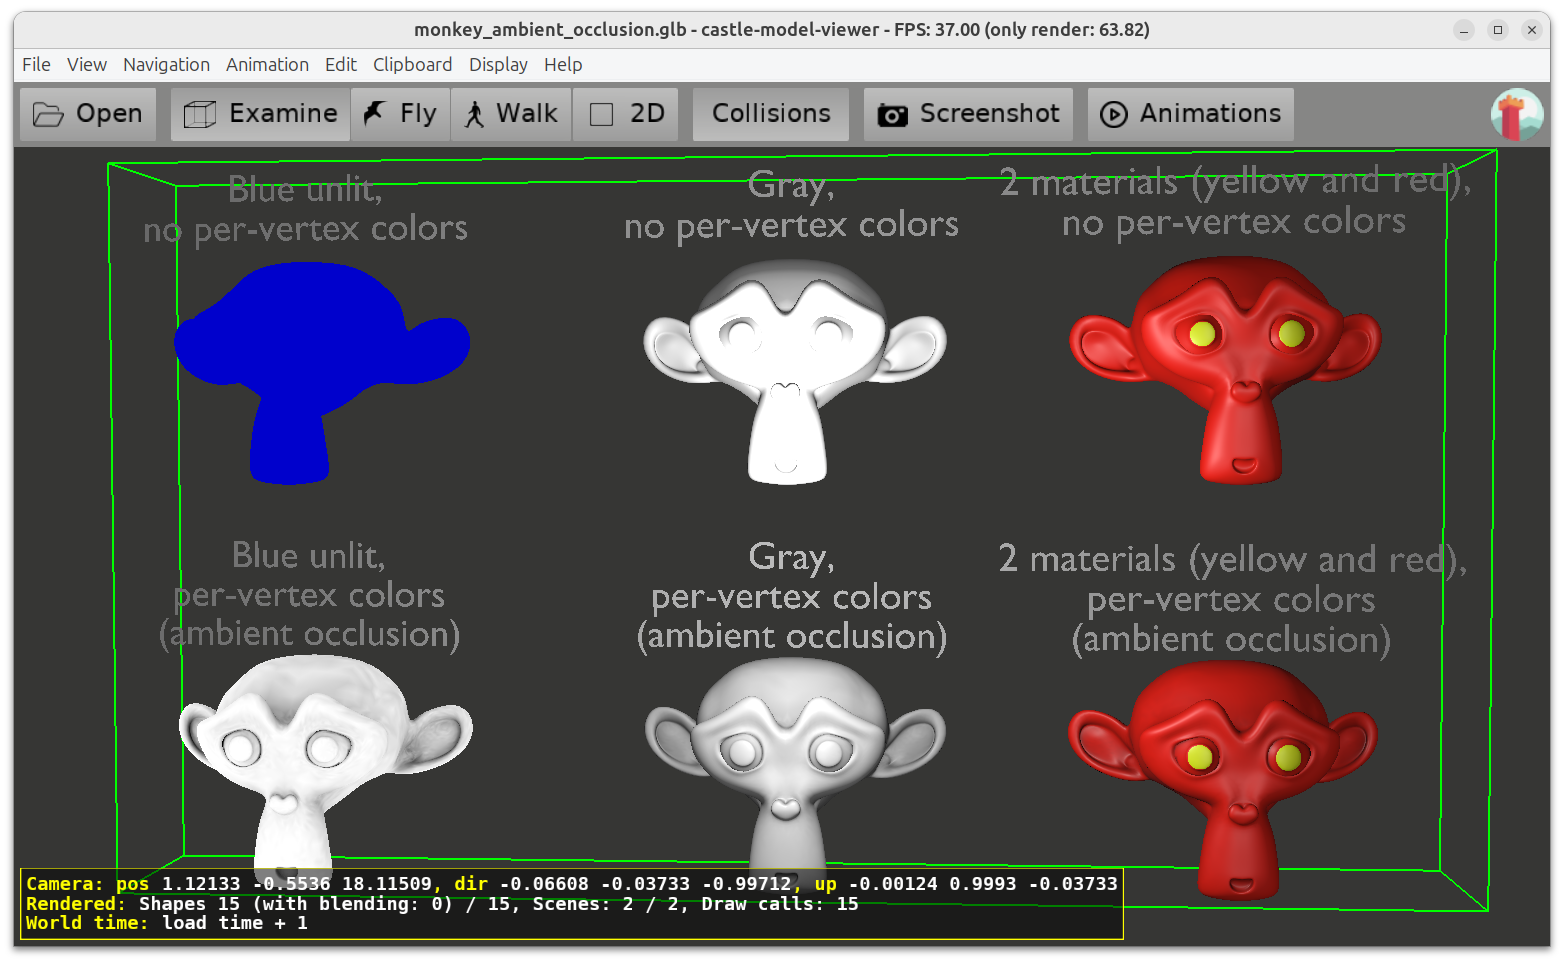 monkey_ambient_occlusion.glb - castle-model-viewer - FPS: 37.00 (only render: 63.82)
File View Navigation Animation Edit Clipboard Display Help
Open Examine Fly Walk 2D Collisions Screenshot Animations
Blue unlit,
no per-vertex colors
Gray,
no per-vertex colors
2 materials (yellow and red),
no per-vertex colors
Blue unlit,
per-vertex colors
(ambient occlusion)
Gray,
per-vertex colors
(ambient occlusion)
2 materials (yellow and red),
per-vertex colors
(ambient occlusion)
Camera: pos 1.12133 -0.5536 18.11509, dir -0.06608 -0.03733 -0.99712, up -0.00124 0.9993 -0.03733
Rendered: Shapes 15 (with blending: 0) / 15, Scenes: 2 / 2, Draw calls: 15
World time: load time + 1